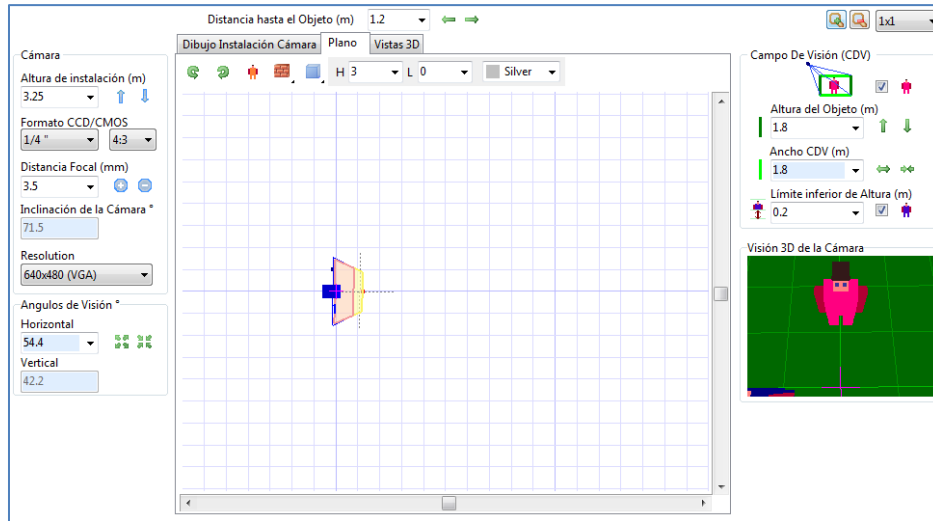 Distancia hasta el Objeto (m) 1.2
1x1
Dibujo Instalación Cámara Plano Vistas 3D
H 3 L 0 Silver
Cámara
Altura de instalación (m)
3.25
Formato CCD/CMOS
1/4 " 4:3
Distancia Focal (mm)
3.5
Inclinación de la Cámara °
71.5
Resolution
640x480 (VGA)
Angulos de Visión °
Horizontal
54.4
Vertical
42.2
Campo De Visión (CDV)
Altura del Objeto (m)
1.8
Ancho CDV (m)
1.8
Límite inferior de Altura (m)
0.2
Visión 3D de la Cámara